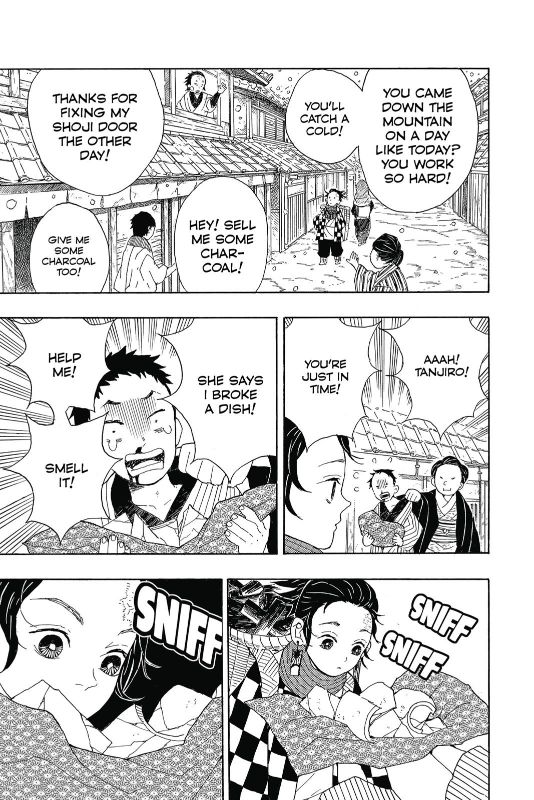 YOU CAME
DOWN THE
MOUNTAIN
ON A DAY
LIKE TODAY?
YOU WORK
SO HARD!
YOU'LL
CATCH A
COLD!
THANKS FOR
FIXING MY
SHOJI DOOR
THE OTHER
DAY!
HEY! SELL
ME SOME
CHAR-
COAL!
GIVE ME
SOME
CHARCOAL
TOO!
AAAH!
TANJIRO!
YOU'RE
JUST IN
TIME!
SHE SAYS
I BROKE
A DISH!
HELP
ME!
SMELL
IT!
SNIFF
SNIFF
SNIFF